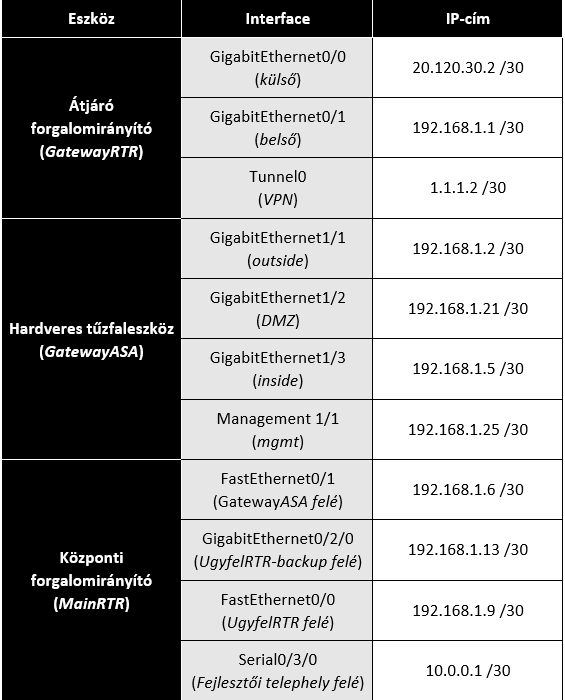 Eszköz Interface IP-cím
Átjáró
forgalomirányító
(GatewayRTR)
GigabitEthernet0/0
(külső)
20.120.30.2 /30
GigabitEthernet0/1
(belső)
192.168.1.1 /30
Tunnel0
(VPN)
1.1.1.2 /30
Hardveres tűzfaleszköz
(GatewayASA)
GigabitEthernet1/1
(outside)
192.168.1.2 /30
GigabitEthernet1/2
(DMZ)
192.168.1.21 /30
GigabitEthernet1/3
(inside)
192.168.1.5 /30
Management 1/1
(mgmt)
192.168.1.25 /30
Központi
forgalomirányító
(MainRTR)
FastEthernet0/1
(GatewayASA felé)
192.168.1.6 /30
GigabitEthernet0/2/0
(UgyfelRTR-backup felé)
192.168.1.13 /30
FastEthernet0/0
(UgyfelRTR felé)
192.168.1.9 /30
Serial0/3/0
(Fejlesztői telephely felé)
10.0.0.1 /30